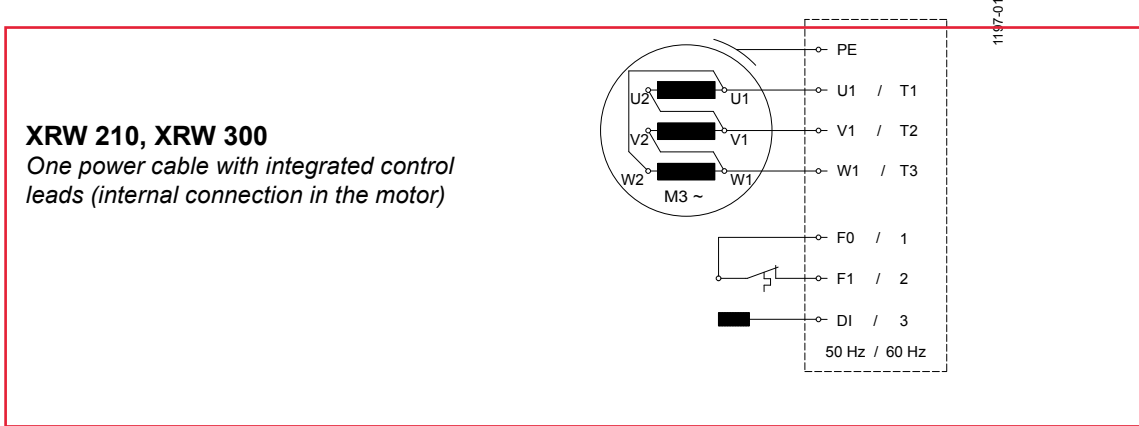 1197-01
XRW 210, XRW 300
One power cable with integrated control
leads (internal connection in the motor)
PE
U2 U1 U1 / T1
V2 V1 V1 / T2
W2 W1 W1 / T3
M3 ~
F0 / 1
F1 / 2
DI / 3
50 Hz / 60 Hz